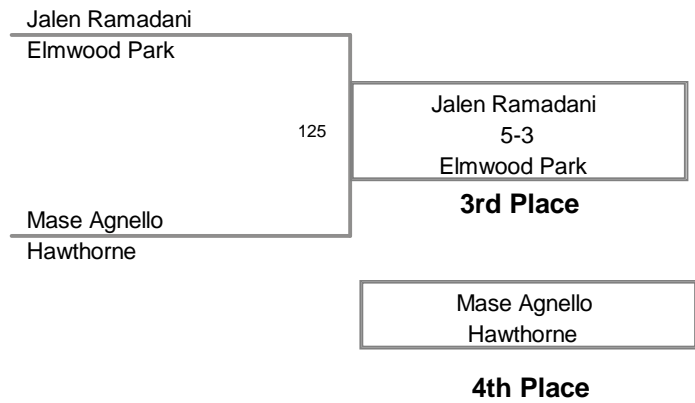 Jalen Ramadani
Elmwood Park
125
Jalen Ramadani
5-3
Elmwood Park
3rd Place
Mase Agnello
Hawthorne
Mase Agnello
Hawthorne
4th Place